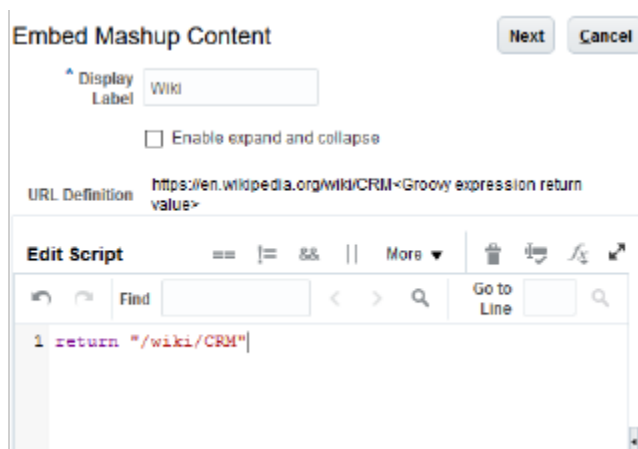 Embed Mashup Content Next Cancel
* Display
Label Wiki
Enable expand and collapse
URL Definition https://en.wikipedia.org/wiki/CRM<Groovy expression return
value>
Edit Script == != && || More ▼
Find Go to
Line
1 return "/wiki/CRM"